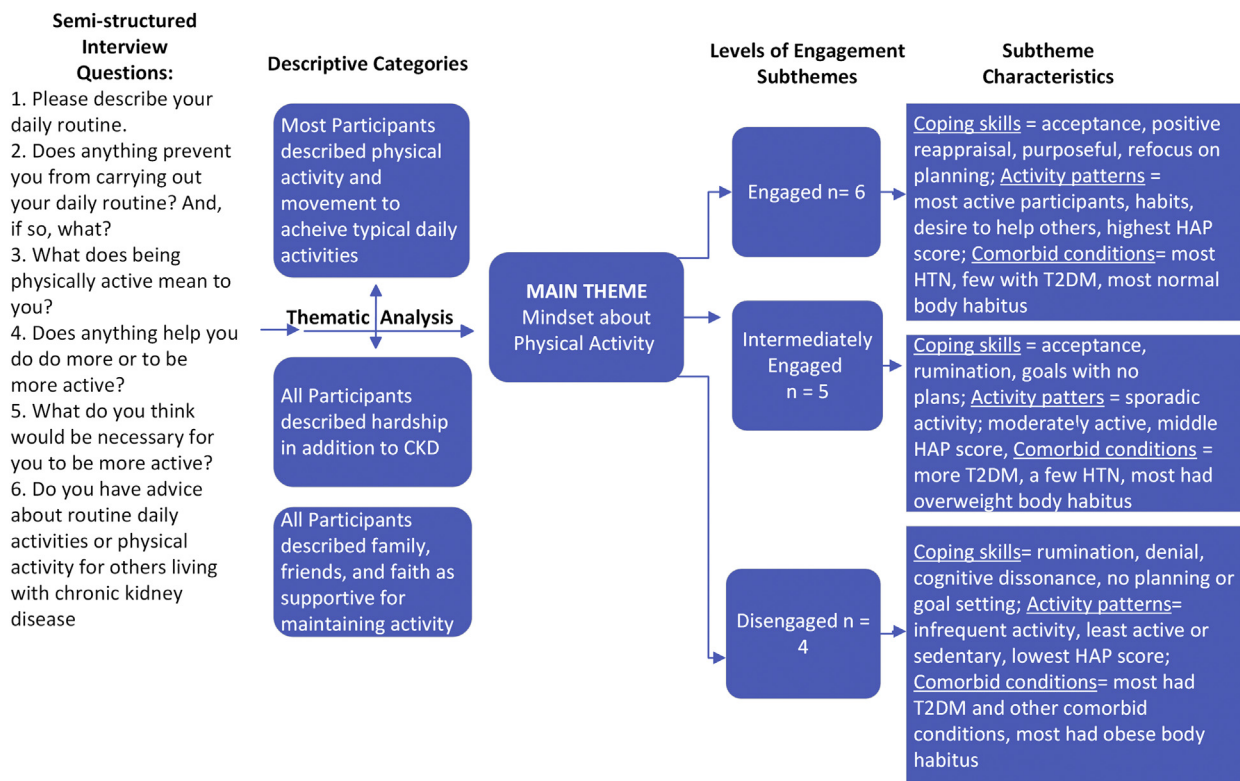 Semi-structured
Interview
Questions:
1. Please describe your
daily routine.
2. Does anything prevent
you from carrying out
your daily routine? And,
if so, what?
3. What does being
physically active mean to
you?
4. Does anything help you
do do more or to be
more active?
5. What do you think
would be necessary for
you to be more active?
6. Do you have advice
about routine daily
activities or physical
activity for others living
with chronic kidney
disease
Descriptive Categories
Most Participants
described physical
activity and
movement to
acheive typical daily
activities
Thematic Analysis
All Participants
described hardship
in addition to CKD
All Participants
described family,
friends, and faith as
supportive for
maintaining activity
MAIN THEME
Mindset about
Physical Activity
Levels of Engagement
Subthemes
Engaged n= 6
Intermediately
Engaged
n = 5
Disengaged n =
4
Subtheme
Characteristics
Coping skills = acceptance, positive
reappraisal, purposeful, refocus on
planning; Activity patterns =
most active participants, habits,
desire to help others, highest HAP
score; Comorbid conditions= most
HTN, few with T2DM, most normal
body habitus
Coping skills = acceptance,
rumination, goals with no
plans; Activity patters = sporadic
activity; moderately active, middle
HAP score, Comorbid conditions =
more T2DM, a few HTN, most had
overweight body habitus
Coping skills= rumination, denial,
cognitive dissonance, no planning or
goal setting; Activity patterns=
infrequent activity, least active or
sedentary, lowest HAP score;
Comorbid conditions= most had
T2DM and other comorbid
conditions, most had obese body
habitus